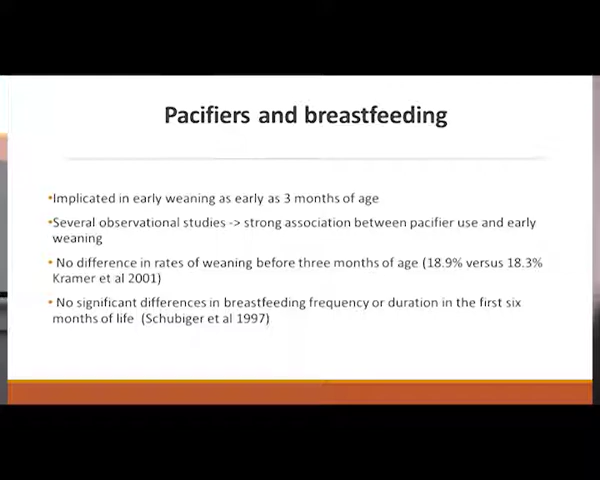 Pacifiers and breastfeeding
•Implicated in early weaning as early as 3 months of age
•Several observational studies -> strong association between pacifier use and early
weaning
• No difference in rates of weaning before three months of age (18.9% versus 18.3%
Kramer et al 2001)
• No significant differences in breastfeeding frequency or duration in the first six
months of life (Schubiger et al 1997)